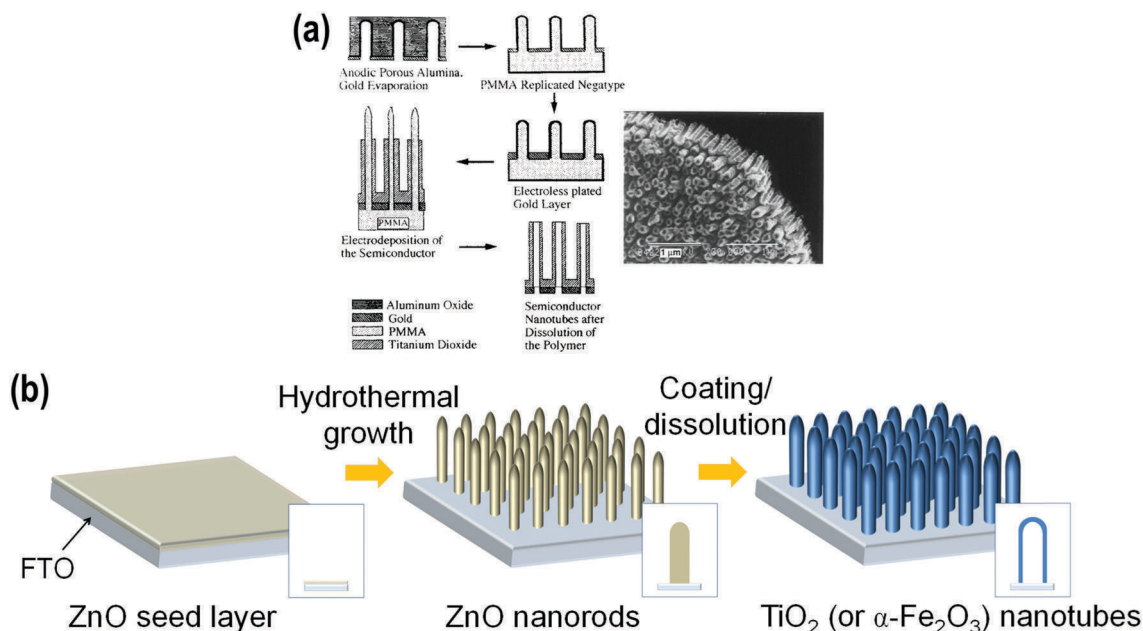 (a)
Anodic Porous Alumina.
Gold Evaporation
PMMA Replicated Negatype
Electroless plated
Gold Layer
PMMA
Electrodeposition of
the Semiconductor
1 μm
Semiconductor
Nanotubes after
Dissolution of
the Polymer
Aluminum Oxide
Gold
PMMA
Titanium Dioxide
(b)
Hydrothermal
growth
Coating/
dissolution
FTO
ZnO seed layer
ZnO nanorods
TiO₂ (or α-Fe₂O₃) nanotubes